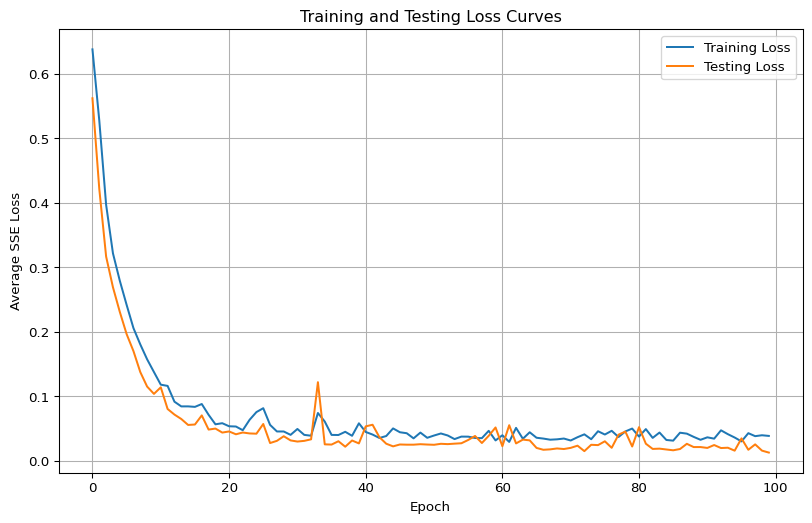 Training and Testing Loss Curves
Training Loss
Testing Loss
Average SSE Loss
0.6
0.5
0.4
0.3
0.2
0.1
0.0
0 20 40 60 80 100
Epoch